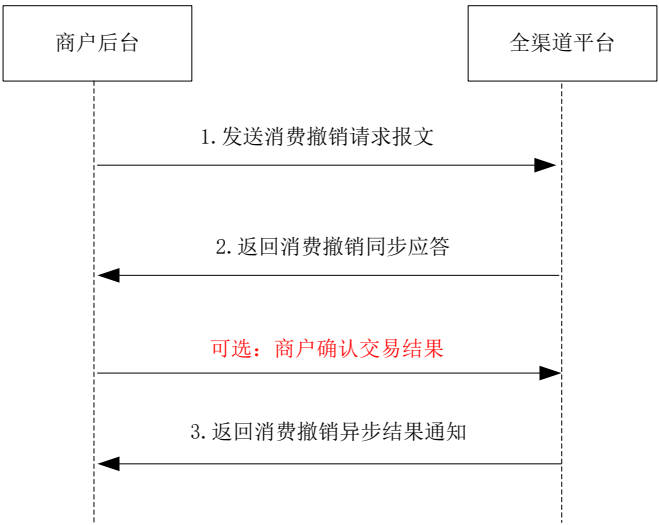 商户后台
全渠道平台
1.发送消费撤销请求报文
2.返回消费撤销同步应答
可选：商户确认交易结果
3.返回消费撤销异步结果通知